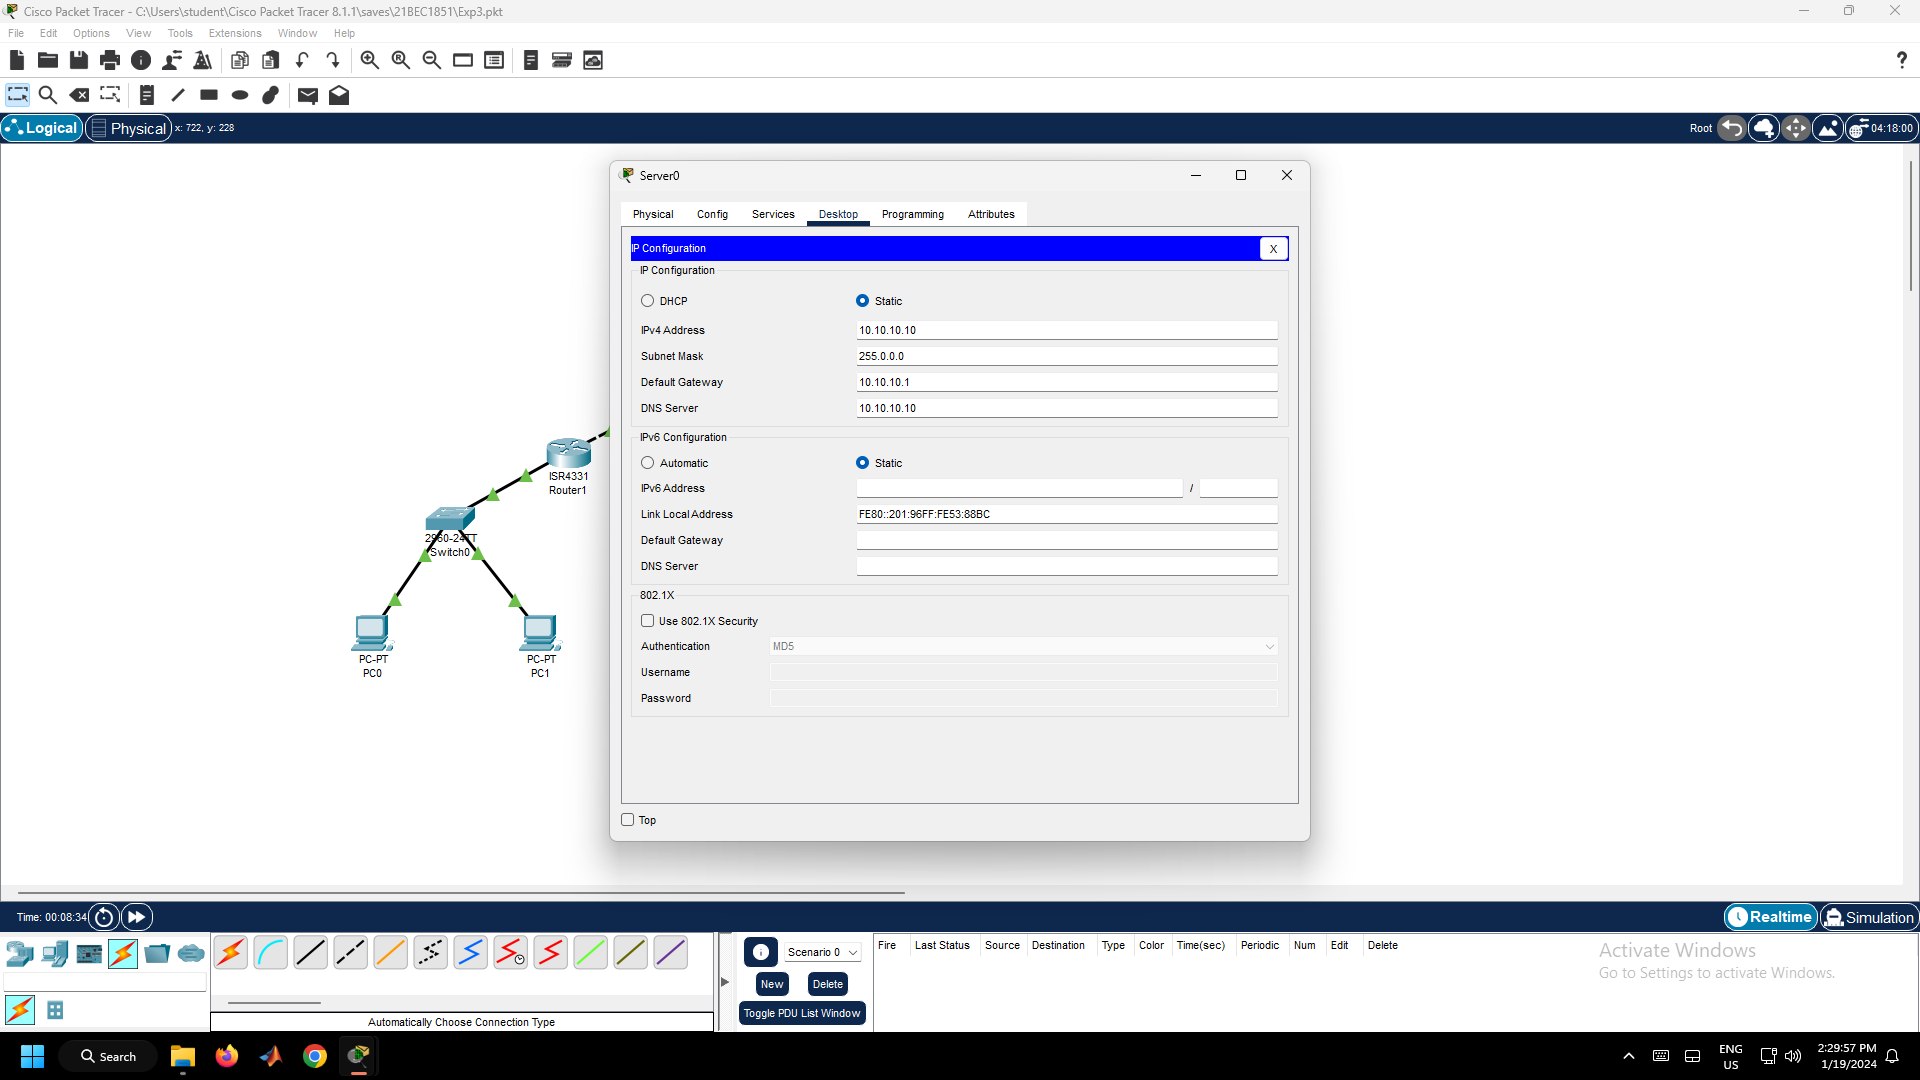 Cisco Packet Tracer - C:\Users\student\Cisco Packet Tracer 8.1.1\saves\21BEC1851\Exp3.pkt
File Edit Options View Tools Extensions Window Help
?
Logical Physical x: 722, y: 228 Root 04:18:00
Server0
Physical Config Services Desktop Programming Attributes
IP Configuration X
IP Configuration
DHCP Static
IPv4 Address 10.10.10.10
Subnet Mask 255.0.0.0
Default Gateway 10.10.10.1
DNS Server 10.10.10.10
IPv6 Configuration
Automatic Static
IPv6 Address /
Link Local Address FE80::201:96FF:FE53:88BC
Default Gateway
DNS Server
802.1X
Use 802.1X Security
Authentication MD5
Username
Password
Top
ISR4331
Router1
2960-24TT
Switch0
PC-PT
PC0
PC-PT
PC1
Time: 00:08:34 Realtime Simulation
Automatically Choose Connection Type
Scenario 0
New Delete
Toggle PDU List Window
Fire Last Status Source Destination Type Color Time(sec) Periodic Num Edit Delete
Activate Windows
Go to Settings to activate Windows.
Search
ENG
US
2:29:57 PM
1/19/2024